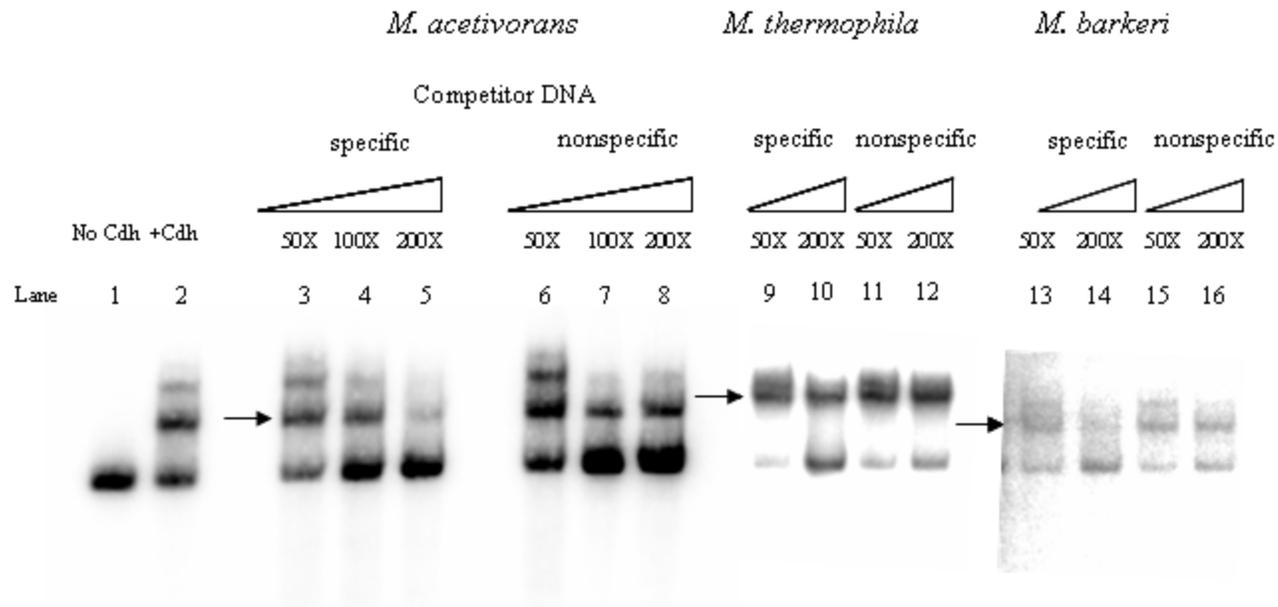 M. acetivorans M. thermophila M. barkeri
Competitor DNA
specific nonspecific specific nonspecific specific nonspecific
No Cdh +Cdh 50X 100X 200X 50X 100X 200X 50X 200X 50X 200X 50X 200X 50X 200X
Lane 1 2 3 4 5 6 7 8 9 10 11 12 13 14 15 16